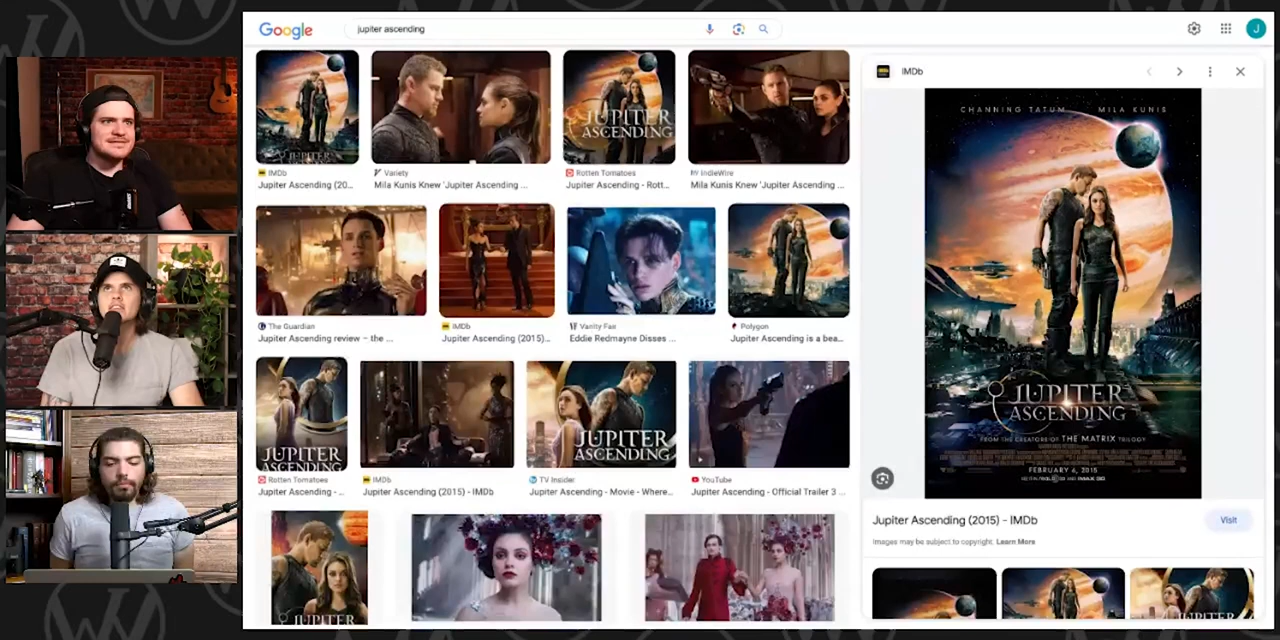 Google
jupiter ascending
J
IMDb
Jupiter Ascending (20...
Variety
Mila Kunis Knew 'Jupiter Ascending ...
JUPITER
ASCENDING
Rotten Tomatoes
Jupiter Ascending - Rott...
IndieWire
Mila Kunis Knew 'Jupiter Ascending ...
The Guardian
Jupiter Ascending review – the ...
IMDb
Jupiter Ascending (2015)...
Vanity Fair
Eddie Redmayne Disses ...
Polygon
Jupiter Ascending is a bea...
JUPITER
ASCENDING
Rotten Tomatoes
Jupiter Ascending - ...
IMDb
Jupiter Ascending (2015) - IMDb
JUPITER
ASCENDING
TV Insider
Jupiter Ascending - Movie - Where...
YouTube
Jupiter Ascending - Official Trailer 3 ...
JUPITER
IMDb
CHANNING TATUM MILA KUNIS
JUPITER
ASCENDING
FROM THE CREATORS OF THE MATRIX TRILOGY
FEBRUARY 6, 2015
Jupiter Ascending (2015) - IMDb
Visit
Images may be subject to copyright. Learn More
JUPITER